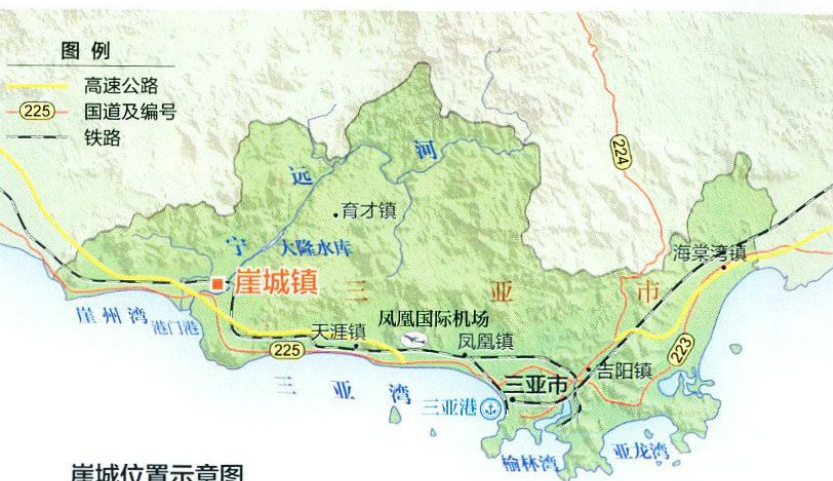 图例
高速公路
225 国道及编号
铁路
224
远
河
育才镇
宁
大隆水库
崖城镇
海棠湾镇
三亚市
崖州湾
港门港
凤凰国际机场
天涯镇
凤凰镇
225
223
吉阳镇
三亚市
三亚湾
三亚港
榆林湾
亚龙湾
崖城位置示意图